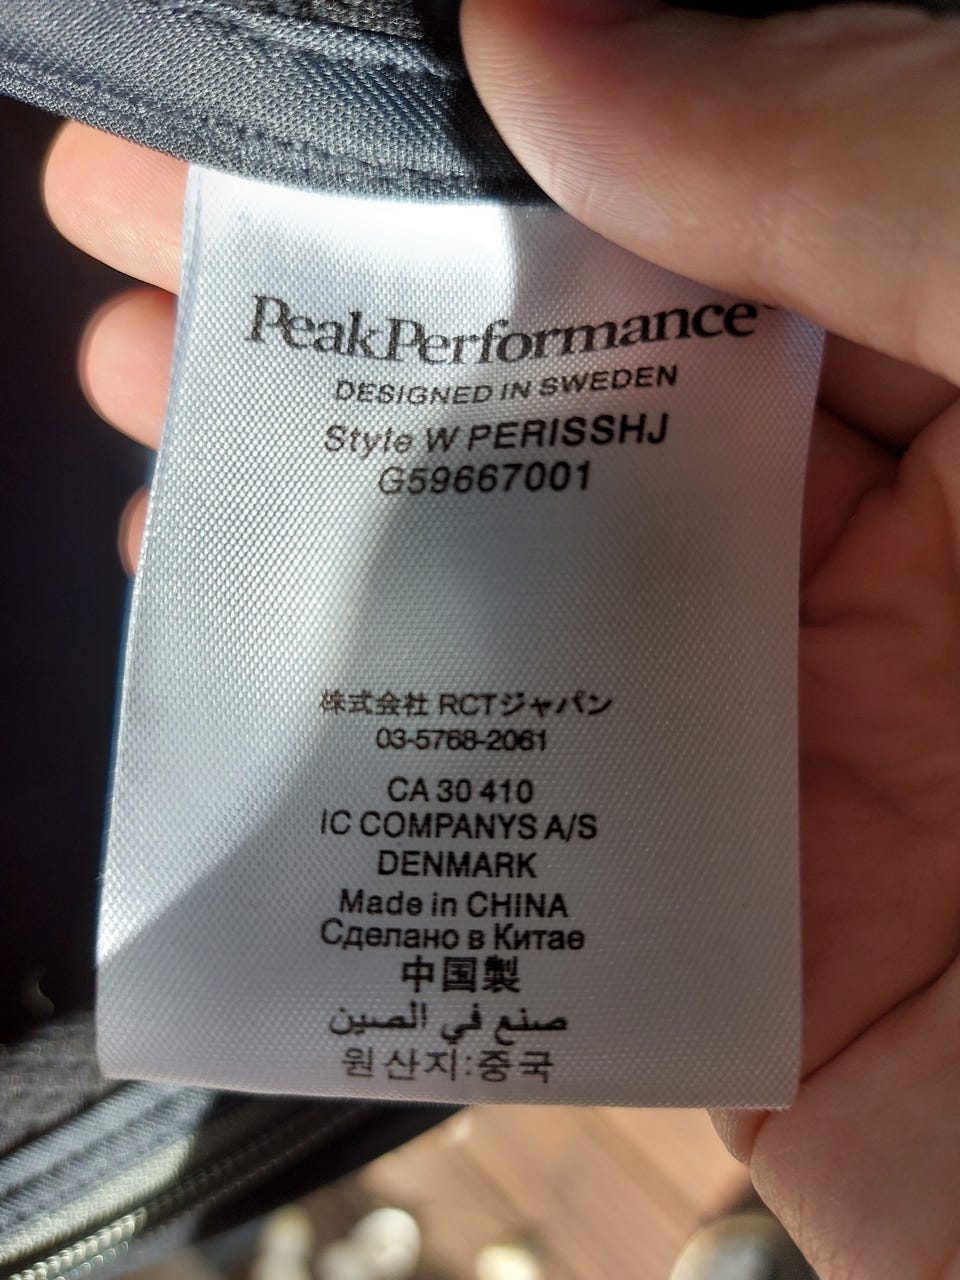 PeakPerformance
DESIGNED IN SWEDEN
Style W PERISSHJ
G59667001
株式会社 RCTジャパン
03-5768-2061
CA 30 410
IC COMPANYS A/S
DENMARK
Made in CHINA
Сделано в Китае
中国製
صنع في الصين
원산지:중국